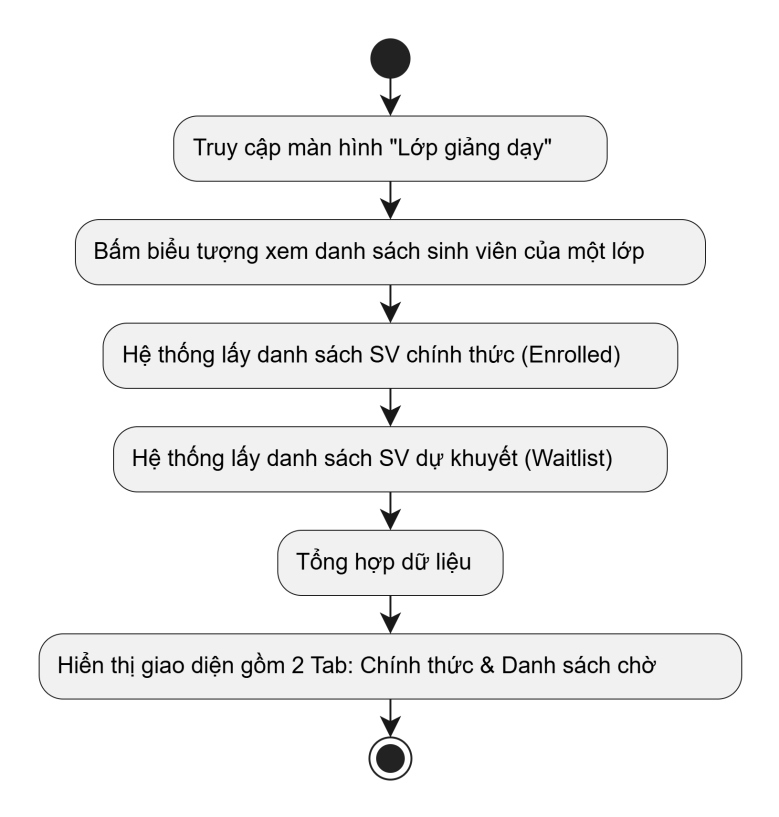 Truy cập màn hình "Lớp giảng dạy"
Bấm biểu tượng xem danh sách sinh viên của một lớp
Hệ thống lấy danh sách SV chính thức (Enrolled)
Hệ thống lấy danh sách SV dự khuyết (Waitlist)
Tổng hợp dữ liệu
Hiển thị giao diện gồm 2 Tab: Chính thức & Danh sách chờ